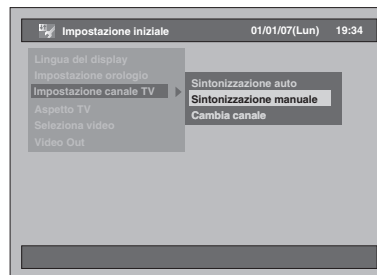 Impostazione iniziale 01/01/07(Lun) 19:34
Lingua del display
Impostazione orologio
Impostazione canale TV
Aspetto TV
Seleziona video
Video Out
Sintonizzazione auto
Sintonizzazione manuale
Cambia canale